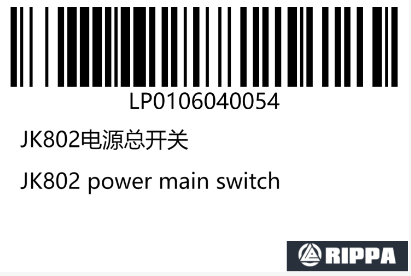 LP0106040054
JK802电源总开关
JK802 power main switch
RIPPA